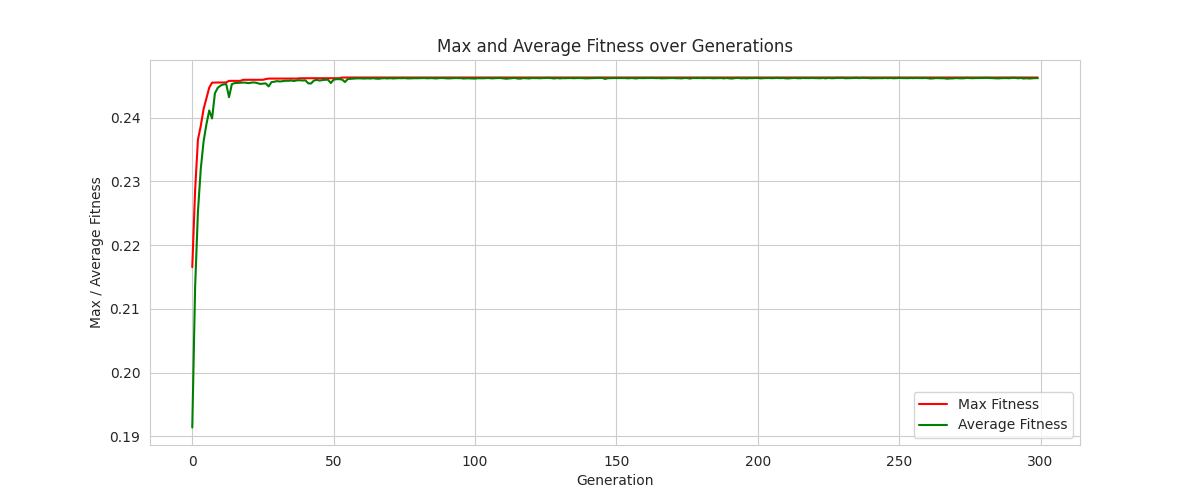 Max and Average Fitness over Generations
Max / Average Fitness
0.24
0.23
0.22
0.21
0.20
0.19
0
50
100
150
200
250
300
Generation
Max Fitness
Average Fitness